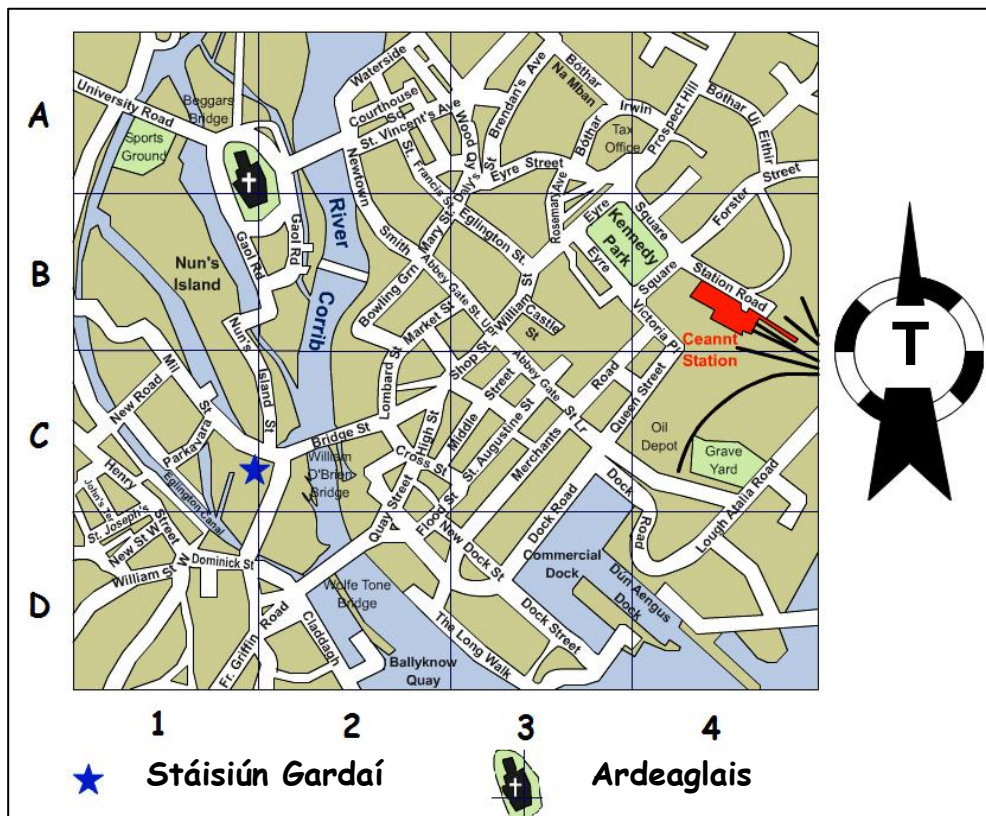 A
B
C
D
1
2
3
4
T
University Road
Beggars
Bridge
Sports
Ground
Waterside
Courthouse
Sq
St. Vincent's Ave
St. Francis St
Wood Qy
Daly's
St
Brendan's Ave
Bóthar
Na Mban
Irwin
Bóthar
Tax
Office
Prospect Hill
Bóthar Uí Eithir
Street
Forster
Eyre Street
Rosemary Ave
Newtown
Smith
River
Corrib
Gaol Rd
Gaol Rd
Nun's
Island
Mary St.
Eglington St.
Eyre
Square
Kennedy
Park
Eyre
Square
Station Road
Ceannt
Station
Victoria Pl
Bowling Grn
Abbey Gate St. Up
William St
Castle
St
Market St
Nun's
Island St
Lombard St
Shop St
Abbey Gate St Lr
Middle Street
Road
Queen Street
Mil
St
New Road
Parkavara
Bridge St
William
O'Brien
Bridge
High St
Cross St
St. Augustine St
Merchants
Oil
Depot
Grave
Yard
Henry
Street
John's Ter
St. Joseph's
New St W
William St
W
Eglington Canal
Dominick St
Quay Street
Flood St
New Dock St
Dock Road
Dock
Road
Lough Atalia Road
Commercial
Dock
Dún Aengus
Dock
Dock Street
Wolfe Tone
Bridge
Fr. Griffin Road
Claddagh
The Long Walk
Ballyknow
Quay
Stáisiún Gardaí
Ardeaglais